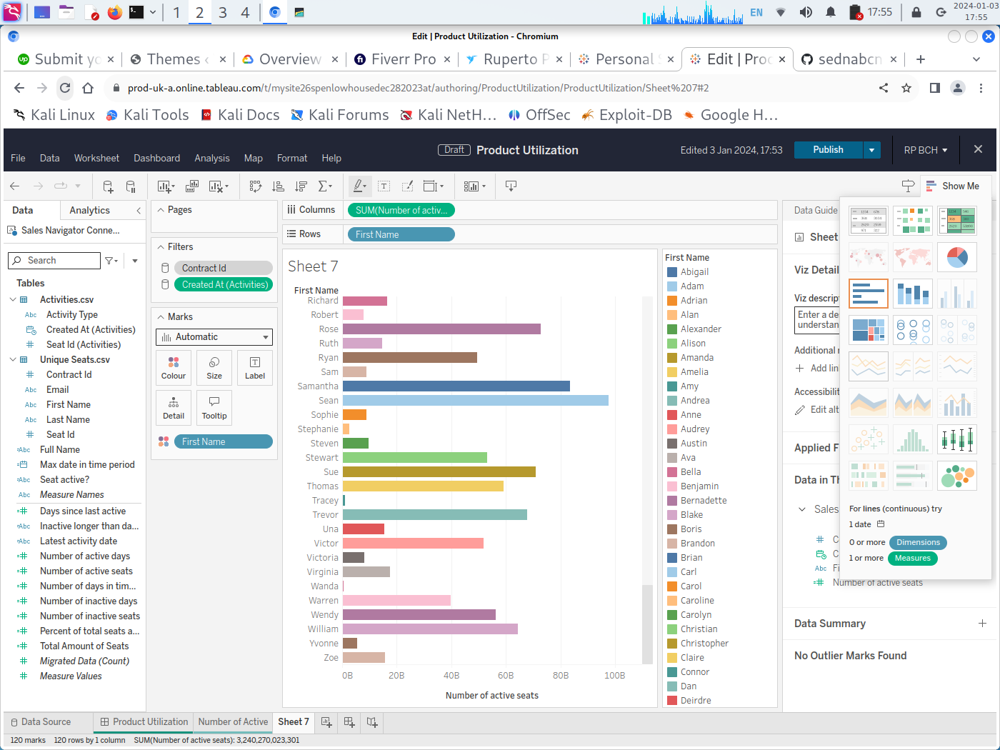 1 2 3 4
EN
17:55
2024-01-03
17:55
Edit | Product Utilization - Chromium
Submit yo
Themes
Overview
Fiverr Pro
Ruperto P
Personal S
Edit | Pro
sednabcn
prod-uk-a.online.tableau.com/t/mysite26spenlowhousedec282023at/authoring/ProductUtilization/ProductUtilization/Sheet%207#2
Kali Linux
Kali Tools
Kali Docs
Kali Forums
Kali NetH...
OffSec
Exploit-DB
Google H...
File Data Worksheet Dashboard Analysis Map Format Help
Draft Product Utilization
Edited 3 Jan 2024, 17:53
Publish
RP BCH
Show Me
Data
Analytics
Sales Navigator Conne...
Search
Tables
Activities.csv
Abc Activity Type
Created At (Activities)
Seat Id (Activities)
Unique Seats.csv
Contract Id
Abc Email
Abc First Name
Abc Last Name
Seat Id
Abc Full Name
Max date in time period
Abc Seat active?
Abc Measure Names
Days since last active
Abc Inactive longer than da...
Abc Latest activity date
Number of active days
Number of active seats
Number of days in tim...
Number of inactive days
Number of inactive seats
Percent of total seats a...
Total Amount of Seats
Migrated Data (Count)
Measure Values
Pages
Filters
Contract Id
Created At (Activities)
Marks
Automatic
Colour
Size
Label
Detail
Tooltip
First Name
Columns
SUM(Number of activ...
Rows
First Name
Sheet 7
First Name
Richard
Robert
Rose
Ruth
Ryan
Sam
Samantha
Sean
Sophie
Stephanie
Steven
Stewart
Sue
Thomas
Tracey
Trevor
Una
Victor
Victoria
Virginia
Wanda
Warren
Wendy
William
Yvonne
Zoe
0B 20B 40B 60B 80B 100B
Number of active seats
First Name
Abigail
Adam
Adrian
Alan
Alexander
Alison
Amanda
Amelia
Amy
Andrea
Anne
Audrey
Austin
Ava
Bella
Benjamin
Bernadette
Blake
Boris
Brandon
Brian
Carl
Carol
Caroline
Carolyn
Christian
Christopher
Claire
Connor
Dan
Deirdre
Data Guide
Sheet
Viz Detail
Viz descript
Enter a de
understan
Additional
Add lin
Accessibilit
Edit alt
Applied F
Data in Th
Sales
C
C
Abc Fi
Number of active seats
Data Summary
No Outlier Marks Found
For lines (continuous) try
1 date
0 or more Dimensions
1 or more Measures
Data Source
Product Utilization
Number of Active
Sheet 7
120 marks 120 rows by 1 column SUM(Number of active seats): 3,240,270,023,301